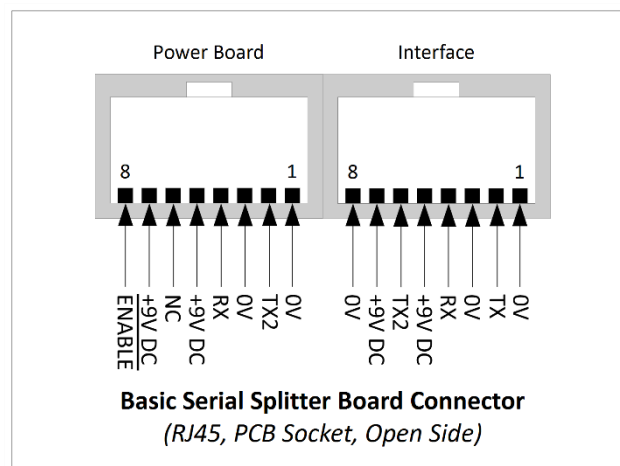 Power Board
Interface
8
1
8
1
ENABLE
+9V DC
NC
+9V DC
RX
0V
TX2
0V
0V
+9V DC
TX2
+9V DC
RX
0V
TX
0V
Basic Serial Splitter Board Connector
(RJ45, PCB Socket, Open Side)